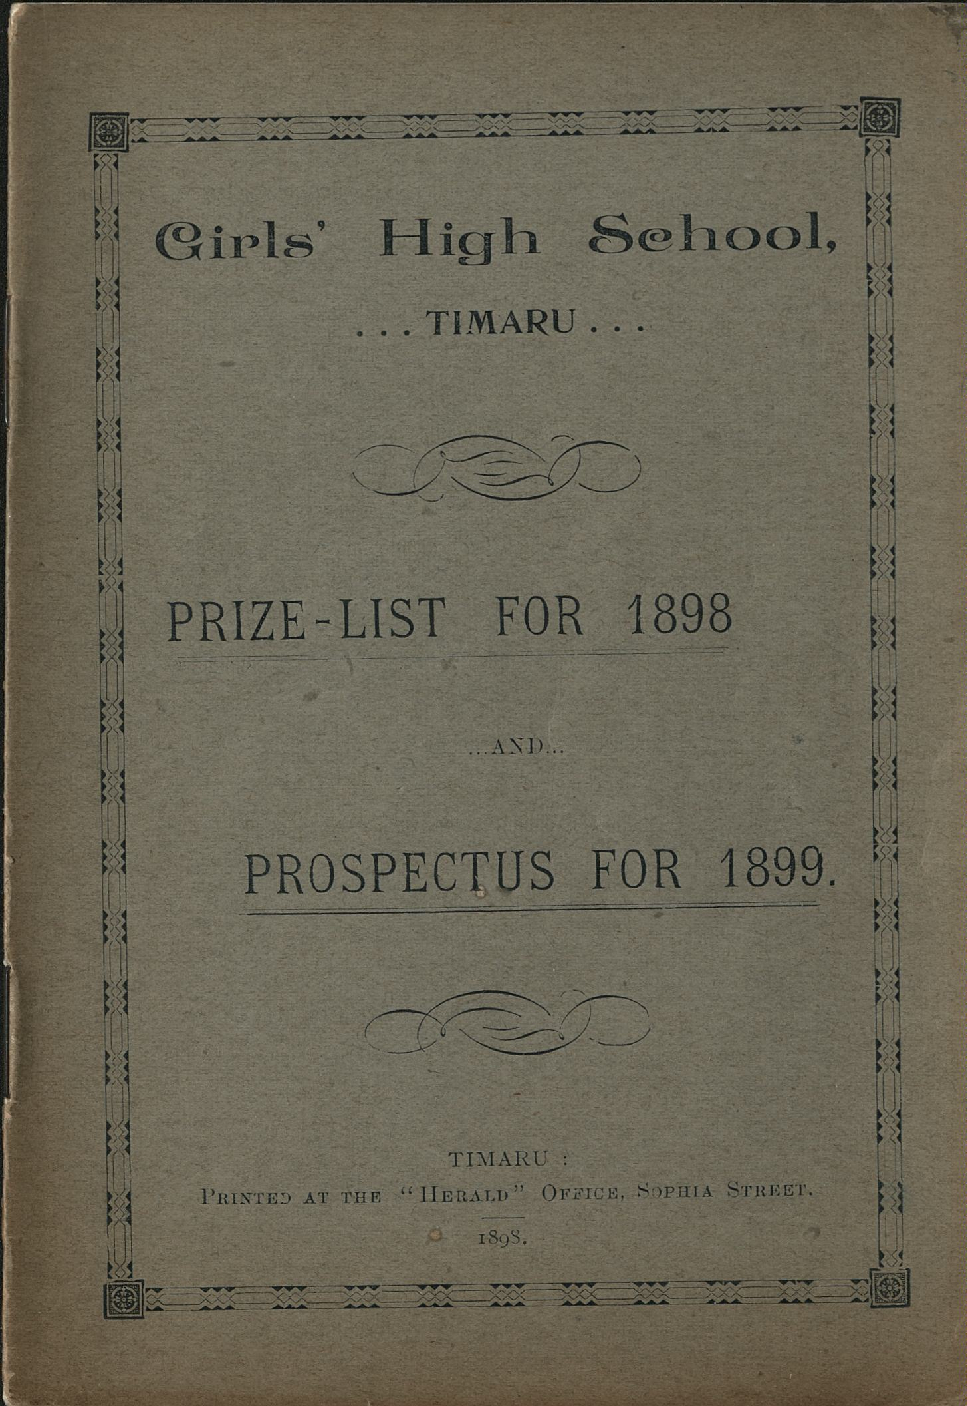 Girls' High School,
...TIMARU...
PRIZE-LIST FOR 1898
...AND...
PROSPECTUS FOR 1899.
TIMARU :
PRINTED AT THE "HERALD" OFFICE, SOPHIA STREET.
1898.